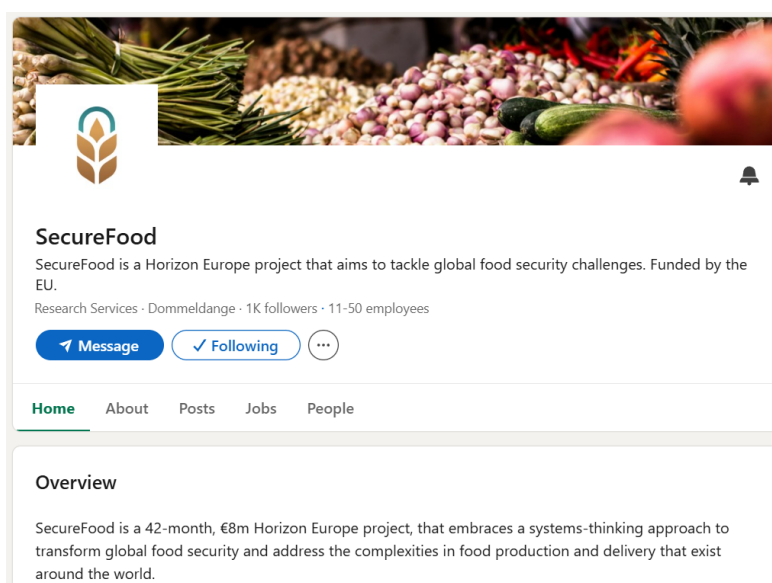 SecureFood
SecureFood is a Horizon Europe project that aims to tackle global food security challenges. Funded by the
EU.
Research Services · Dommeldange · 1K followers · 11-50 employees
Message
Following
Home
About
Posts
Jobs
People
Overview
SecureFood is a 42-month, €8m Horizon Europe project, that embraces a systems-thinking approach to
transform global food security and address the complexities in food production and delivery that exist
around the world.